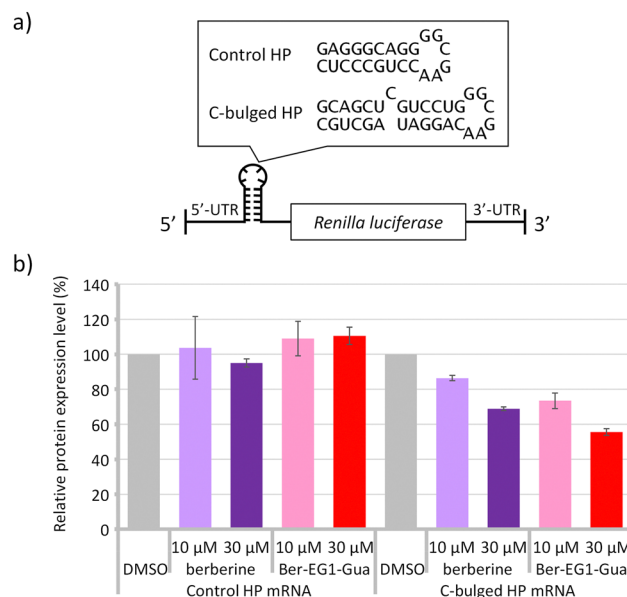 a)
Control HP
GAGGGCAGG GG C
CUCCCGUCC AA G
C-bulged HP
GCAGCU C GUCCUG GG C
CGUCGA UAGGAC AA G
5' 5'-UTR Renilla luciferase 3'-UTR 3'
b)
Relative protein expression level (%)
140
120
100
80
60
40
20
0
10 μM 30 μM 10 μM 30 μM 10 μM 30 μM 10 μM 30 μM
DMSO berberine Ber-EG1-Gua DMSO berberine Ber-EG1-Gua
Control HP mRNA C-bulged HP mRNA